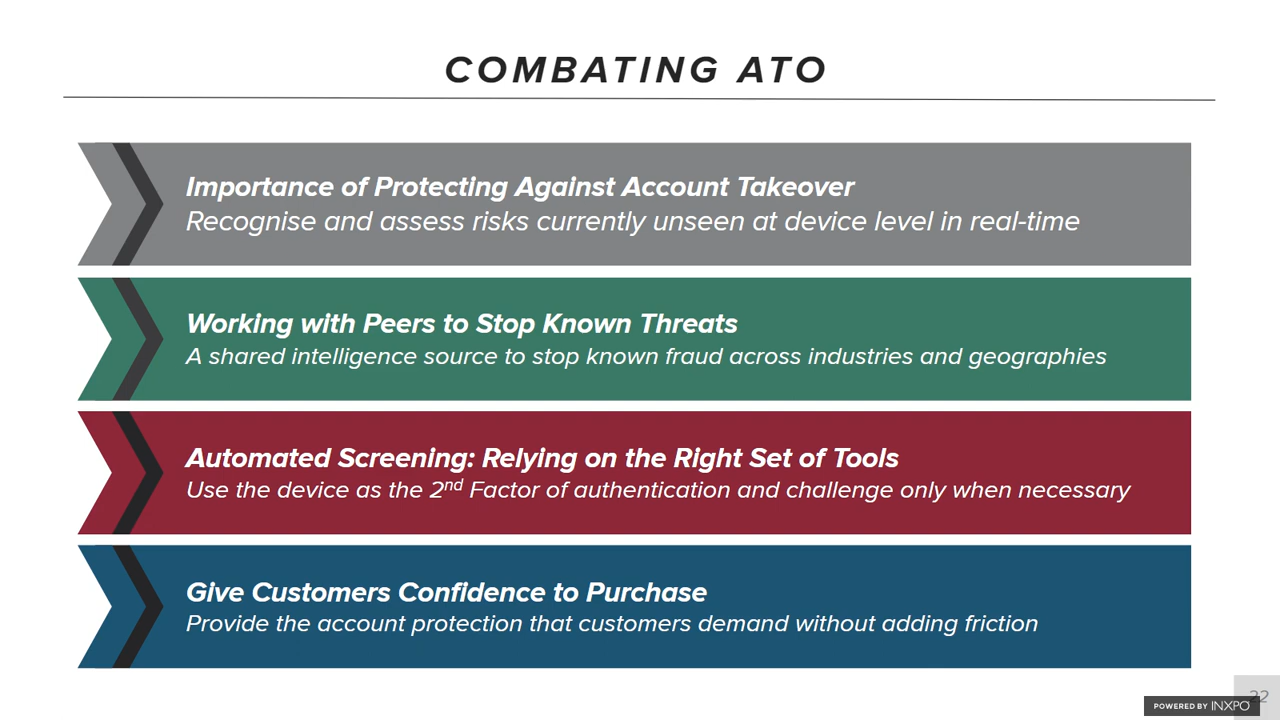 COMBATING ATO
Importance of Protecting Against Account Takeover
Recognise and assess risks currently unseen at device level in real-time
Working with Peers to Stop Known Threats
A shared intelligence source to stop known fraud across industries and geographies
Automated Screening: Relying on the Right Set of Tools
Use the device as the 2nd Factor of authentication and challenge only when necessary
Give Customers Confidence to Purchase
Provide the account protection that customers demand without adding friction
22
POWERED BY INXPO